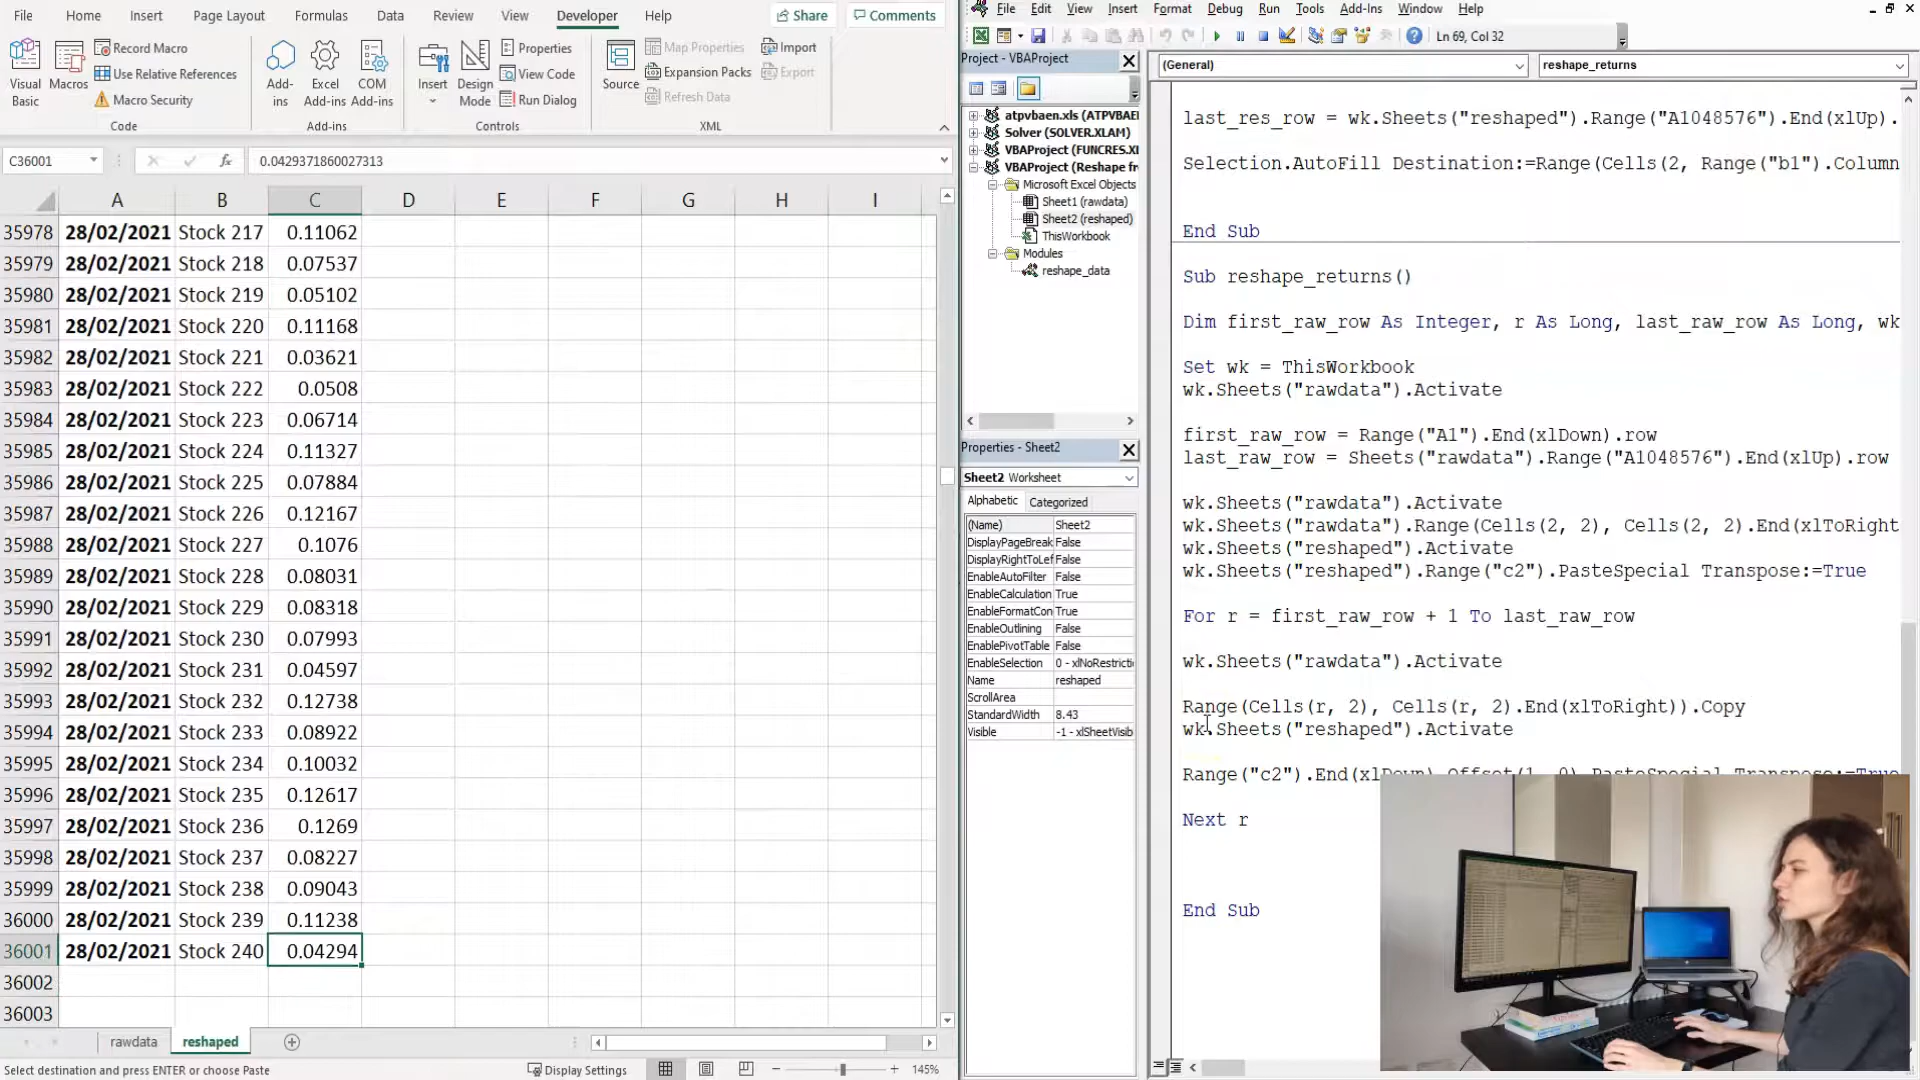 File Home Insert Page Layout Formulas Data Review View Developer Help Share Comments
Visual Basic
Macros
Record Macro
Use Relative References
Macro Security
Code
Add-ins
Excel Add-ins
COM Add-ins
Add-ins
Insert
Design Mode
Properties
View Code
Run Dialog
Controls
Source
Map Properties
Expansion Packs
Refresh Data
Import
Export
XML
C36001 fx 0.0429371860027313
A B C D E F G H I
35978 28/02/2021 Stock 217 0.11062
35979 28/02/2021 Stock 218 0.07537
35980 28/02/2021 Stock 219 0.05102
35981 28/02/2021 Stock 220 0.11168
35982 28/02/2021 Stock 221 0.03621
35983 28/02/2021 Stock 222 0.0508
35984 28/02/2021 Stock 223 0.06714
35985 28/02/2021 Stock 224 0.11327
35986 28/02/2021 Stock 225 0.07884
35987 28/02/2021 Stock 226 0.12167
35988 28/02/2021 Stock 227 0.1076
35989 28/02/2021 Stock 228 0.08031
35990 28/02/2021 Stock 229 0.08318
35991 28/02/2021 Stock 230 0.07993
35992 28/02/2021 Stock 231 0.04597
35993 28/02/2021 Stock 232 0.12738
35994 28/02/2021 Stock 233 0.08922
35995 28/02/2021 Stock 234 0.10032
35996 28/02/2021 Stock 235 0.12617
35997 28/02/2021 Stock 236 0.1269
35998 28/02/2021 Stock 237 0.08227
35999 28/02/2021 Stock 238 0.09043
36000 28/02/2021 Stock 239 0.11238
36001 28/02/2021 Stock 240 0.04294
36002
36003
rawdata reshaped
Select destination and press ENTER or choose Paste Display Settings 145%
File Edit View Insert Format Debug Run Tools Add-Ins Window Help
Ln 69, Col 32
Project - VBAProject
atpvbaen.xls (ATPVBAEN
Solver (SOLVER.XLAM)
VBAProject (FUNCRES.XL
VBAProject (Reshape fr
Microsoft Excel Objects
Sheet1 (rawdata)
Sheet2 (reshaped)
ThisWorkbook
Modules
reshape_data
Properties - Sheet2
Sheet2 Worksheet
Alphabetic Categorized
(Name) Sheet2
DisplayPageBreak False
DisplayRightToLef False
EnableAutoFilter False
EnableCalculation True
EnableFormatCon True
EnableOutlining False
EnablePivotTable False
EnableSelection 0 - xlNoRestricti
Name reshaped
ScrollArea
StandardWidth 8.43
Visible -1 - xlSheetVisib
(General) reshape_returns
last_res_row = wk.Sheets("reshaped").Range("A1048576").End(xlUp).
Selection.AutoFill Destination:=Range(Cells(2, Range("b1").Column
End Sub
Sub reshape_returns()
Dim first_raw_row As Integer, r As Long, last_raw_row As Long, wk
Set wk = ThisWorkbook
wk.Sheets("rawdata").Activate
first_raw_row = Range("A1").End(xlDown).row
last_raw_row = Sheets("rawdata").Range("A1048576").End(xlUp).row
wk.Sheets("rawdata").Activate
wk.Sheets("rawdata").Range(Cells(2, 2), Cells(2, 2).End(xlToRight
wk.Sheets("reshaped").Activate
wk.Sheets("reshaped").Range("c2").PasteSpecial Transpose:=True
For r = first_raw_row + 1 To last_raw_row
wk.Sheets("rawdata").Activate
Range(Cells(r, 2), Cells(r, 2).End(xlToRight)).Copy
wk.Sheets("reshaped").Activate
Range("c2").End(xlDown).Offset(1, 0).PasteSpecial Transpose:=True
Next r
End Sub